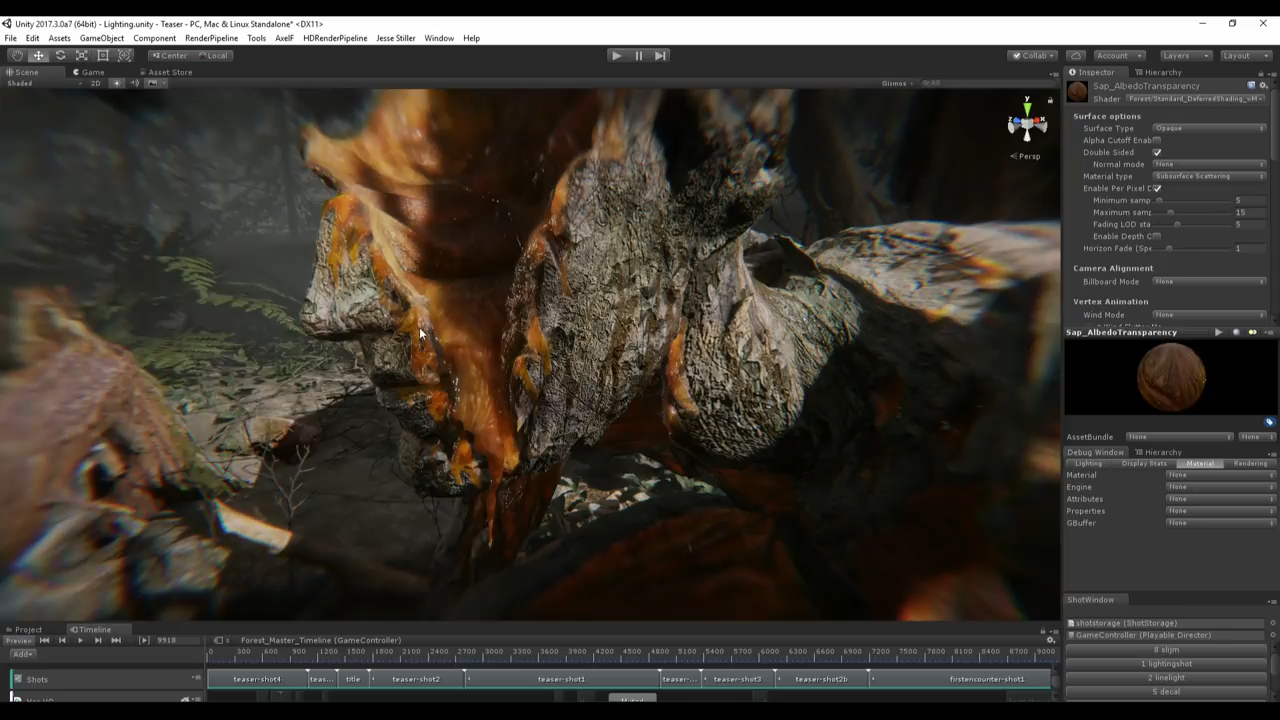 Unity 2017.3.0a7 (64bit) - Lighting.unity - Teaser - PC, Mac & Linux Standalone* <DX11>
File Edit Assets GameObject Component RenderPipeline Tools AxelF HDRenderPipeline Jesse Stiller Window Help
Center Local Collab Account Layers Layout
Scene Game Asset Store Inspector Hierarchy
Shaded 2D Gizmos
Sap_AlbedoTransparency
Shader Forest/Standard_DeferredShading_
Surface options
Surface Type Opaque
Alpha Cutoff Enab
Double Sided
Normal mode None
Material type Subsurface Scattering
Enable Per Pixel
Minimum samp 5
Maximum samp 15
Fading LOD sta 5
Enable Depth
Horizon Fade (Spe 1
Camera Alignment
Billboard Mode None
Vertex Animation
Wind Mode None
y
z x
Persp
Sap_AlbedoTransparency
AssetBundle None None
Debug Window Hierarchy
Lighting Display Stats Material Rendering
Material None
Engine None
Attributes None
Properties None
GBuffer None
ShotWindow
shotstorage (ShotStorage)
GameController (Playable Director)
8 slijm
1 lightingshot
2 linelight
5 decal
Project Timeline
Preview 9918 Forest_Master_Timeline (GameController)
Add
0 300 600 900 1200 1500 1800 2100 2400 2700 3000 3300 3600 3900 4200 4500 4800 5100 5400 5700 6000 6300 6600 6900 7200 7500 7800 8100 8400 8700 9000
Shots teaser-shot4 teas... title teaser-shot2 teaser-shot1 teaser-... teaser-shot3 teaser-shot2b firstencounter-shot1
Muted